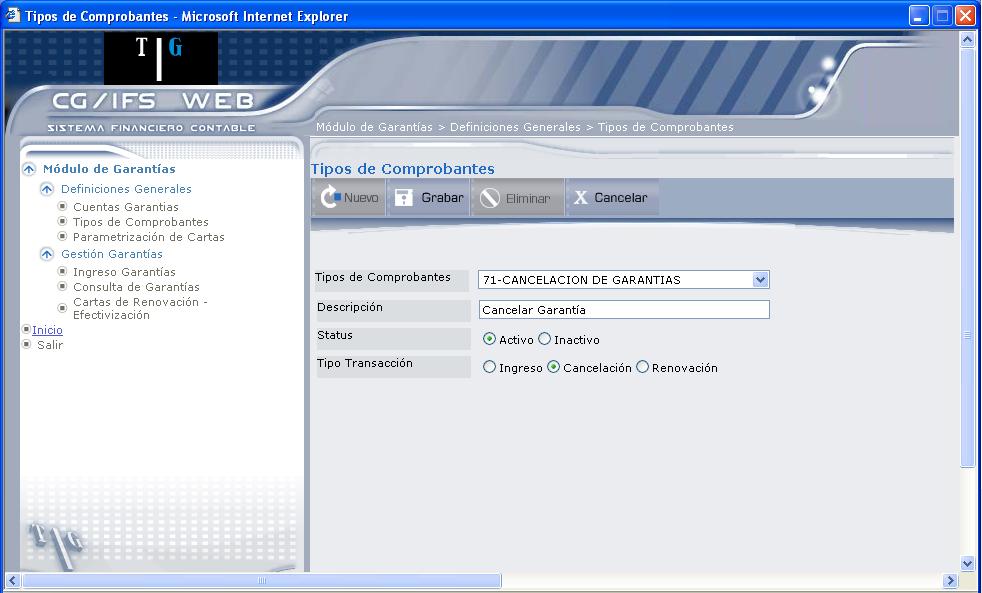 Tipos de Comprobantes - Microsoft Internet Explorer
T G
CG/IFS WEB
SISTEMA FINANCIERO CONTABLE
Módulo de Garantías > Definiciones Generales > Tipos de Comprobantes
Módulo de Garantías
Definiciones Generales
Cuentas Garantias
Tipos de Comprobantes
Parametrización de Cartas
Gestión Garantías
Ingreso Garantías
Consulta de Garantías
Cartas de Renovación -
Efectivización
Inicio
Salir
T G
Tipos de Comprobantes
Nuevo Grabar Eliminar X Cancelar
Tipos de Comprobantes 71-CANCELACION DE GARANTIAS
Descripción Cancelar Garantía
Status Activo Inactivo
Tipo Transacción Ingreso Cancelación Renovación